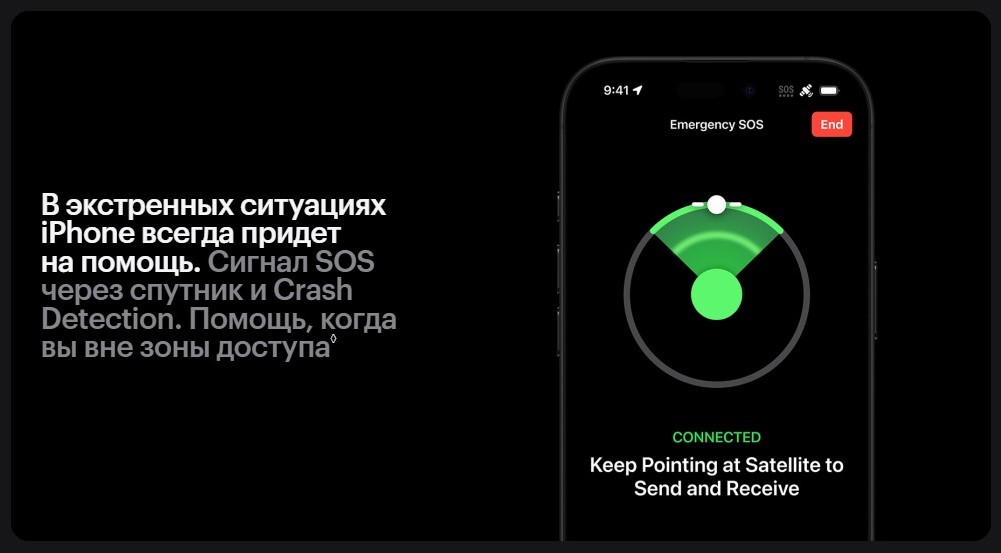 В экстренных ситуациях
iPhone всегда придет
на помощь. Сигнал SOS
через спутник и Crash
Detection. Помощь, когда
вы вне зоны доступа◊
9:41
SOS
Emergency SOS
End
CONNECTED
Keep Pointing at Satellite to
Send and Receive